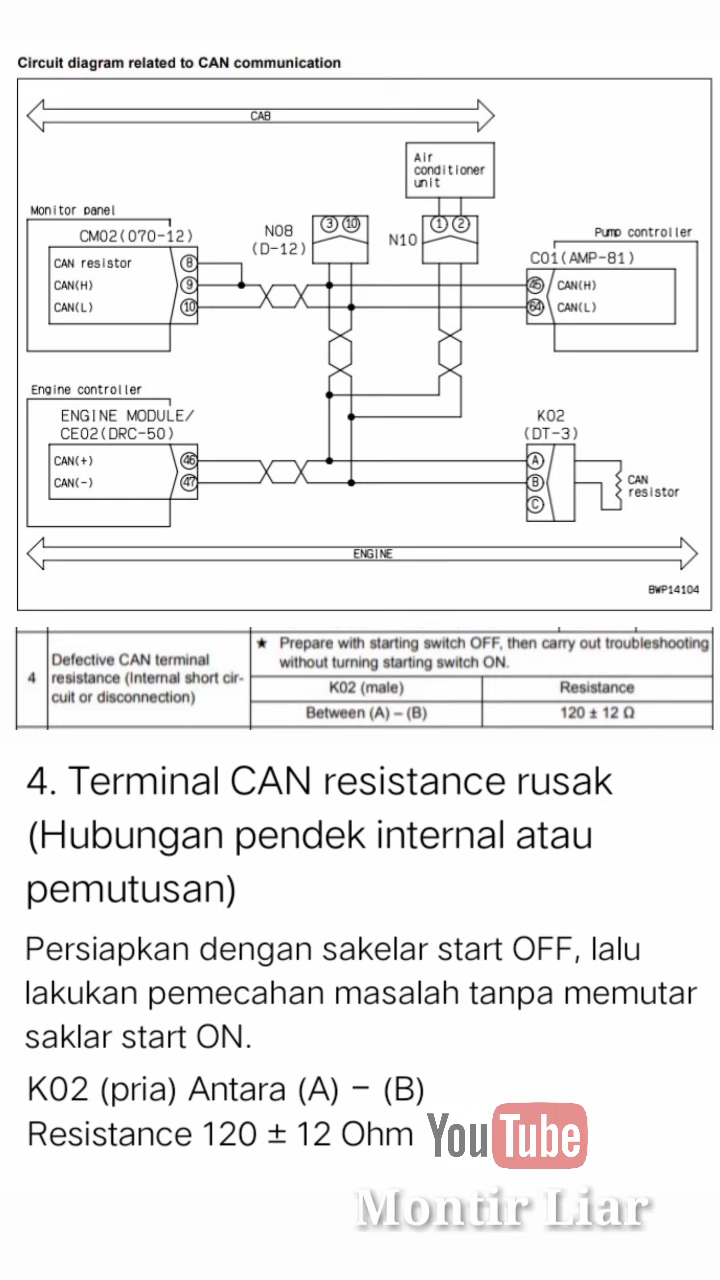 Circuit diagram related to CAN communication
CAB
Air
conditioner
unit
Monitor panel
CM02(070-12)
N08
(D-12)
3 10
N10
1 2
Pump controller
C01(AMP-81)
CAN resistor 8
CAN(H) 9
CAN(L) 10
45 CAN(H)
64 CAN(L)
Engine controller
ENGINE MODULE/
CE02(DRC-50)
K02
(DT-3)
CAN(+) 46
CAN(-) 47
A
B
C
CAN
resistor
ENGINE
BWP14104
4
Defective CAN terminal
resistance (Internal short cir-
cuit or disconnection)
★ Prepare with starting switch OFF, then carry out troubleshooting
without turning starting switch ON.
K02 (male) Resistance
Between (A) – (B) 120 ± 12 Ω
4. Terminal CAN resistance rusak
(Hubungan pendek internal atau
pemutusan)
Persiapkan dengan sakelar start OFF, lalu
lakukan pemecahan masalah tanpa memutar
saklar start ON.
K02 (pria) Antara (A) – (B)
Resistance 120 ± 12 Ohm
YouTube
Montir Liar